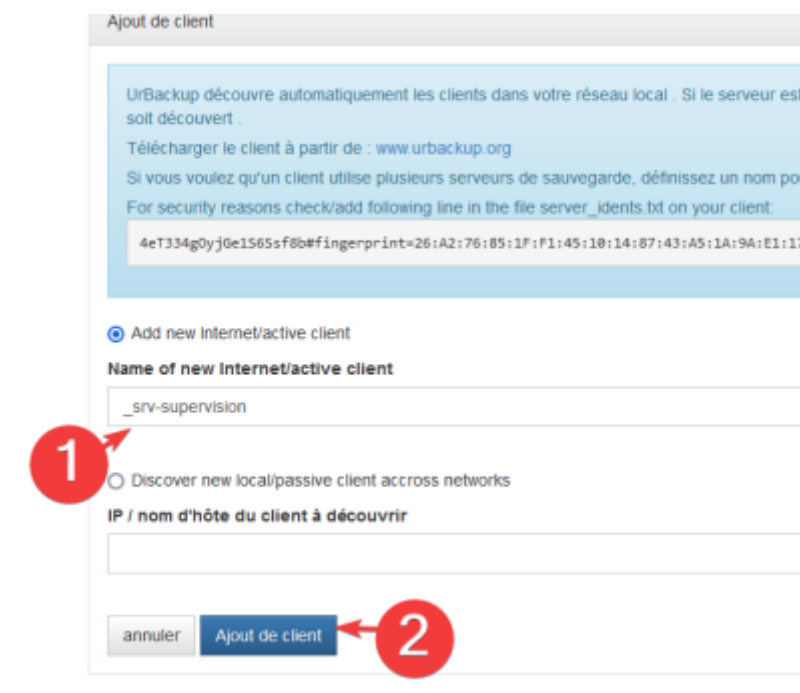 Ajout de client
UrBackup découvre automatiquement les clients dans votre réseau local . Si le serveur est
soit découvert .
Télécharger le client à partir de : www.urbackup.org
Si vous voulez qu'un client utilise plusieurs serveurs de sauvegarde, définissez un nom pou
For security reasons check/add following line in the file server_idents.txt on your client:
4eT334gOyjGe1S65sf8b#fingerprint=26:A2:76:85:1F:F1:45:10:14:87:43:A5:1A:9A:E1:17
Add new Internet/active client
Name of new Internet/active client
_srv-supervision
1
Discover new local/passive client accross networks
IP / nom d'hôte du client à découvrir
annuler Ajout de client 2